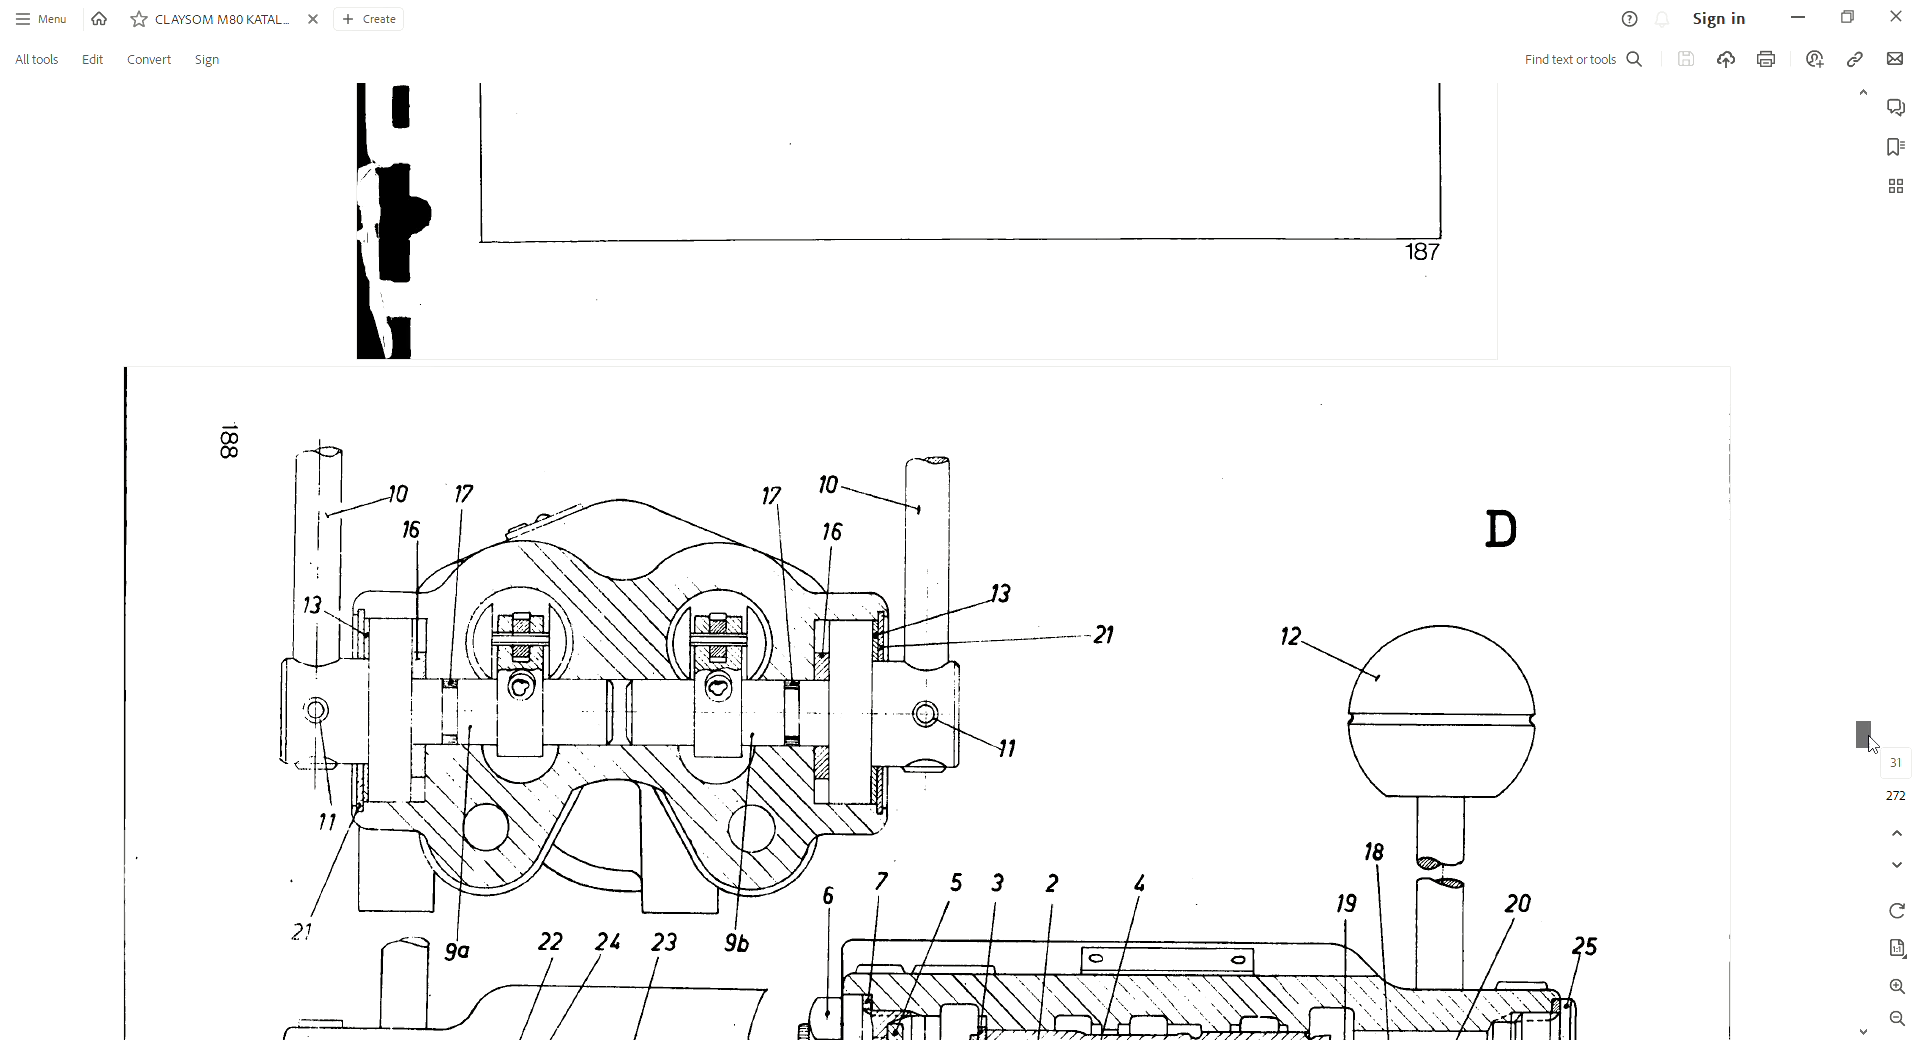 Menu
CLAYSOM M80 KATAL...
Create
Sign in
All tools
Edit
Convert
Sign
Find text or tools
187
188
10
17
17
10
16
16
D
13
13
21
12
11
11
18
21
9a
22
24
23
9b
6
7
5
3
2
4
19
20
25
31
272
1:1